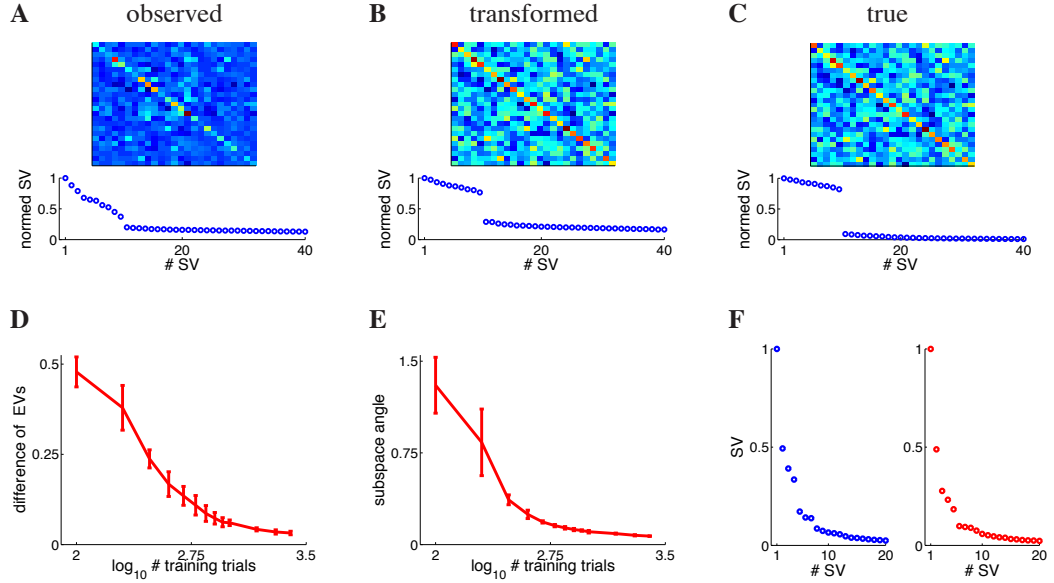 A observed
B transformed
C true
normed SV
1
0.5
0
1 20 40
# SV
normed SV
1
0.5
0
1 20 40
# SV
normed SV
1
0.5
0
1 20 40
# SV
D
difference of EVs
0.5
0.25
0
2 2.75 3.5
log10 # training trials
E
subspace angle
1.5
0.75
0
2 2.75 3.5
log10 # training trials
F
SV
1
0.5
0
1 10 20
# SV
1
0.5
0
1 10 20
# SV